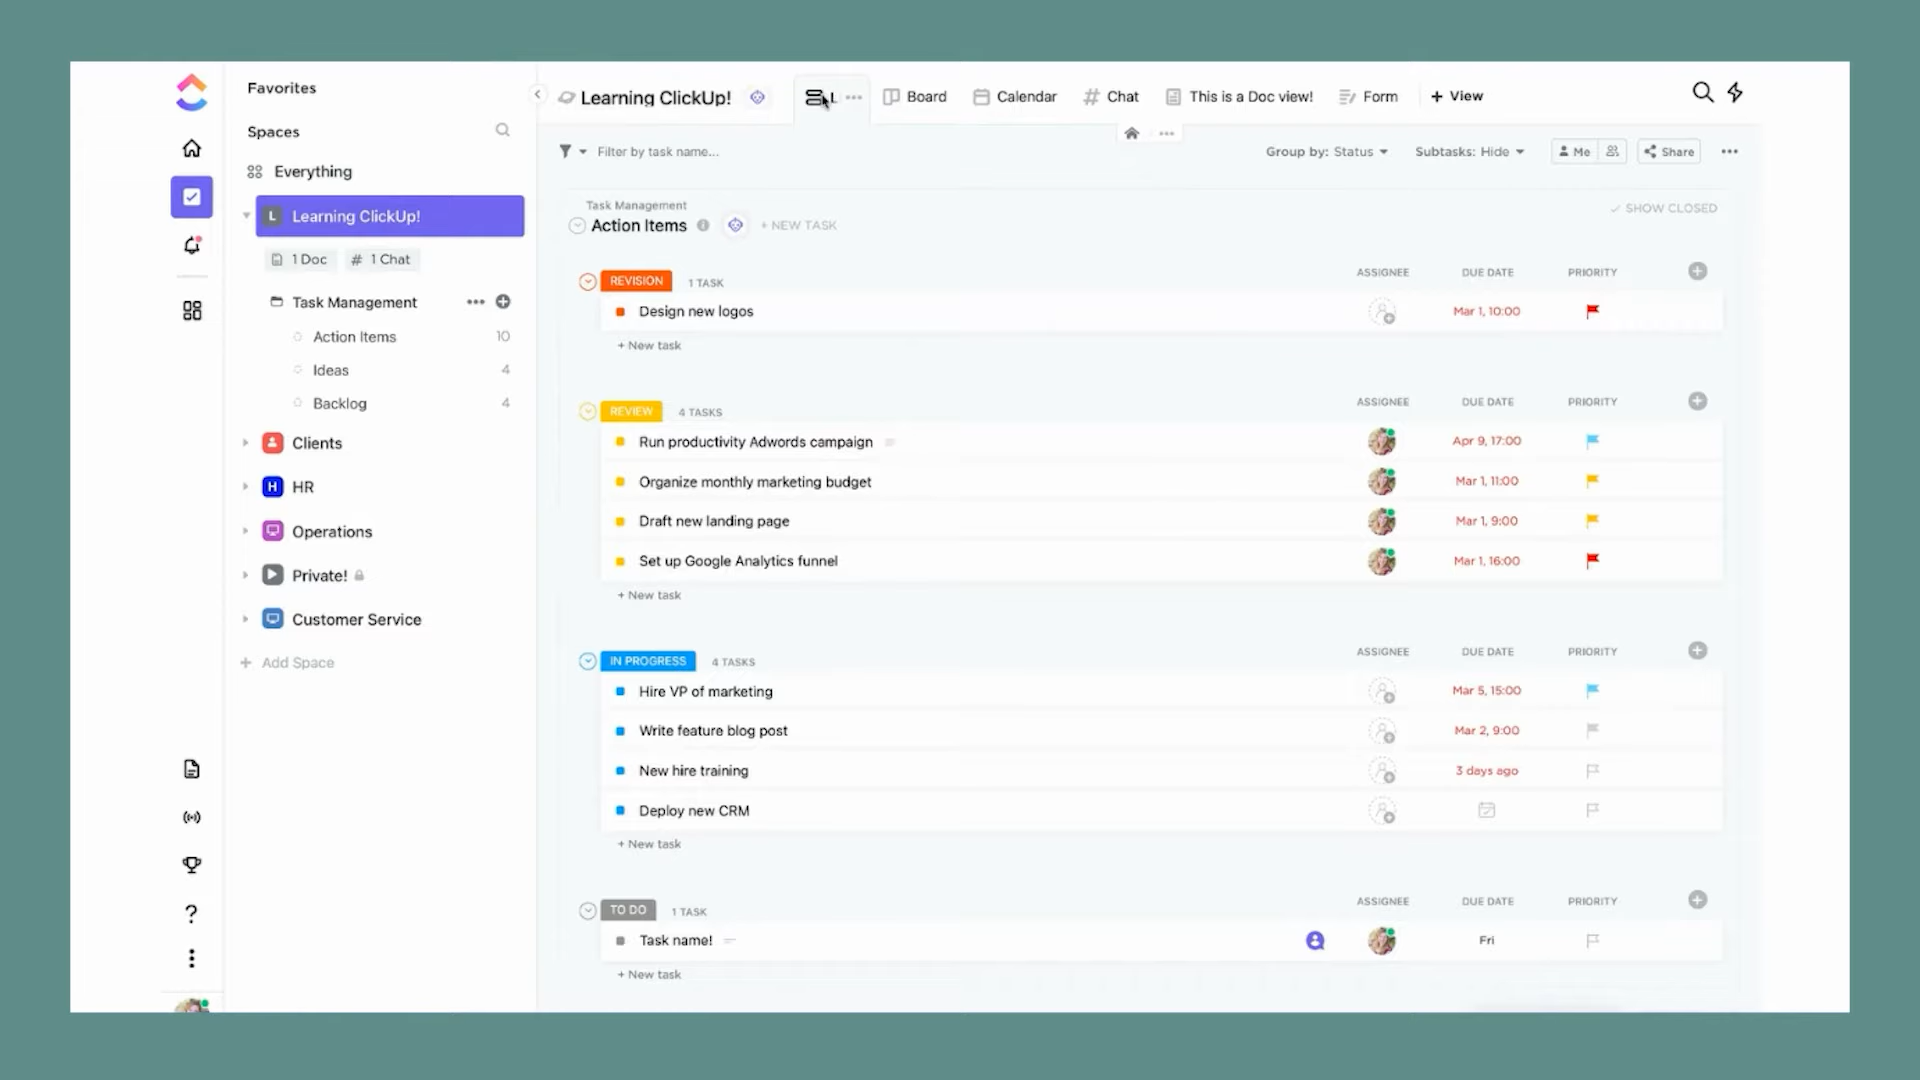 Favorites
Spaces
Everything
L Learning ClickUp!
1 Doc # 1 Chat
Task Management
Action Items 10
Ideas 4
Backlog 4
Clients
H HR
Operations
Private!
Customer Service
+ Add Space
?
Learning ClickUp!
L
Board
Calendar
# Chat
This is a Doc view!
Form
+ View
Filter by task name...
Group by: Status
Subtasks: Hide
Me
Share
Task Management
Action Items
+ NEW TASK
SHOW CLOSED
REVISION 1 TASK ASSIGNEE DUE DATE PRIORITY
Design new logos Mar 1, 10:00
+ New task
REVIEW 4 TASKS ASSIGNEE DUE DATE PRIORITY
Run productivity Adwords campaign Apr 9, 17:00
Organize monthly marketing budget Mar 1, 11:00
Draft new landing page Mar 1, 9:00
Set up Google Analytics funnel Mar 1, 16:00
+ New task
IN PROGRESS 4 TASKS ASSIGNEE DUE DATE PRIORITY
Hire VP of marketing Mar 5, 15:00
Write feature blog post Mar 2, 9:00
New hire training 3 days ago
Deploy new CRM
+ New task
TO DO 1 TASK ASSIGNEE DUE DATE PRIORITY
Task name! Fri
+ New task